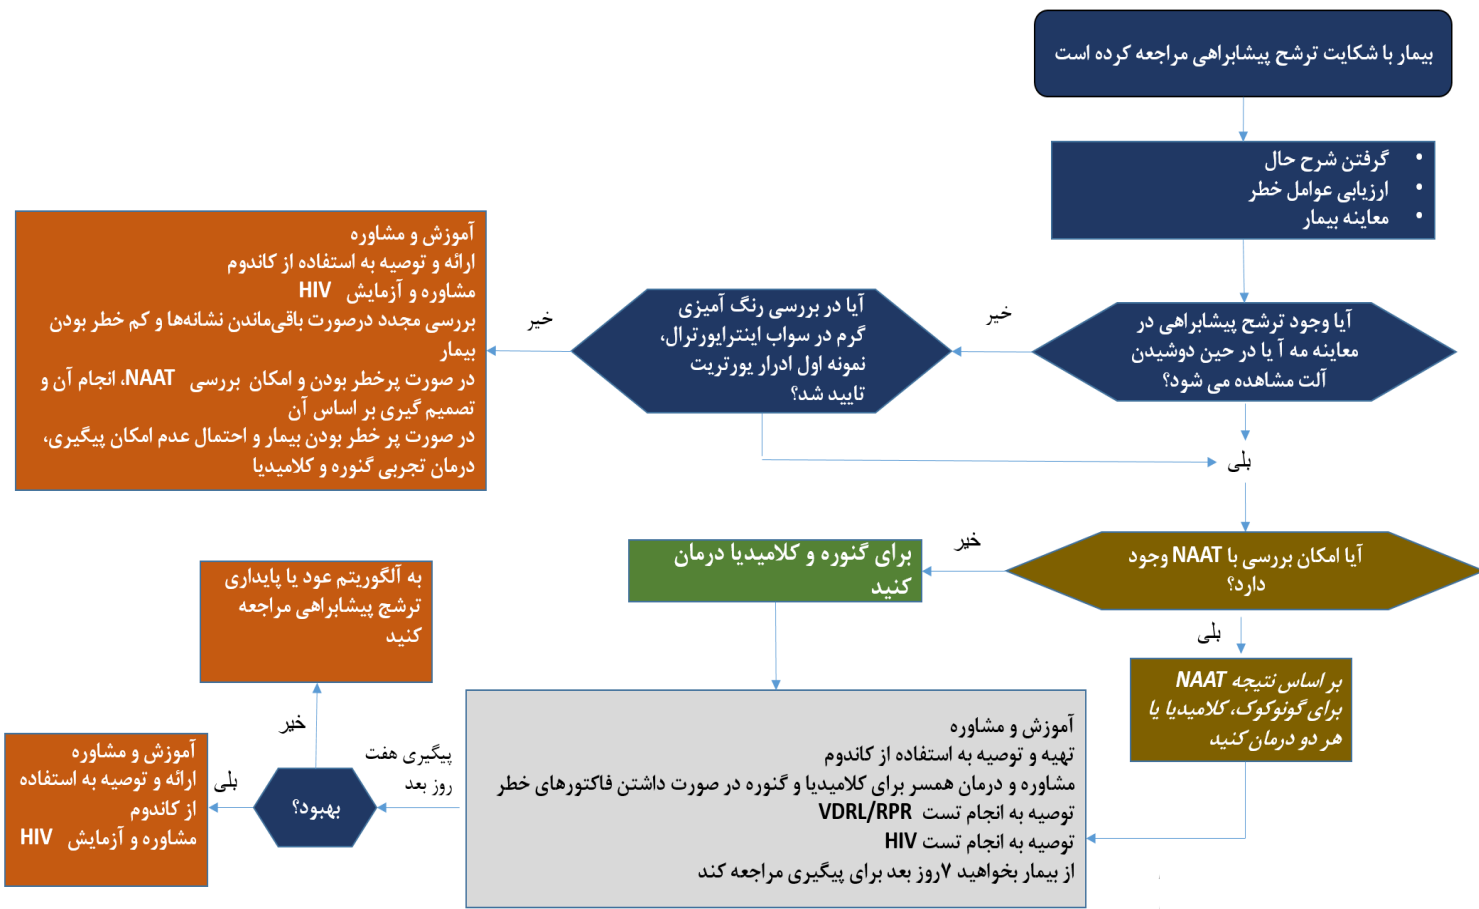 بیمار با شکایت ترشح پیشابراهی مراجعه کرده است
• گرفتن شرح حال
• ارزیابی عوامل خطر
• معاینه بیمار
آیا وجود ترشح پیشابراهی در
معاینه مه آ یا در حین دوشیدن
آلت مشاهده می شود؟
خیر
آیا در بررسی رنگ آمیزی
گرم در سواب اینترایورترال،
نمونه اول ادرار یورتریت
تایید شد؟
خیر
آموزش و مشاوره
ارائه و توصیه به استفاده از کاندوم
مشاوره و آزمایش HIV
بررسی مجدد درصورت باقی‌ماندن نشانه‌ها و کم خطر بودن
بیمار
در صورت پرخطر بودن و امکان بررسی NAAT، انجام آن و
تصمیم گیری بر اساس آن
در صورت پر خطر بودن بیمار و احتمال عدم امکان پیگیری،
درمان تجربی گنوره و کلامیدیا
بلی
آیا امکان بررسی با NAAT وجود
دارد؟
خیر
برای گنوره و کلامیدیا درمان
کنید
بلی
بر اساس نتیجه NAAT
برای گونوکوک، کلامیدیا یا
هر دو درمان کنید
آموزش و مشاوره
تهیه و توصیه به استفاده از کاندوم
مشاوره و درمان همسر برای کلامیدیا و گنوره در صورت داشتن فاکتورهای خطر
توصیه به انجام تست VDRL/RPR
توصیه به انجام تست HIV
از بیمار بخواهید ۷روز بعد برای پیگیری مراجعه کند
پیگیری هفت
روز بعد
بهبود؟
خیر
به آلگوریتم عود یا پایداری
ترشج پیشابراهی مراجعه
کنید
بلی
آموزش و مشاوره
ارائه و توصیه به استفاده
از کاندوم
مشاوره و آزمایش HIV